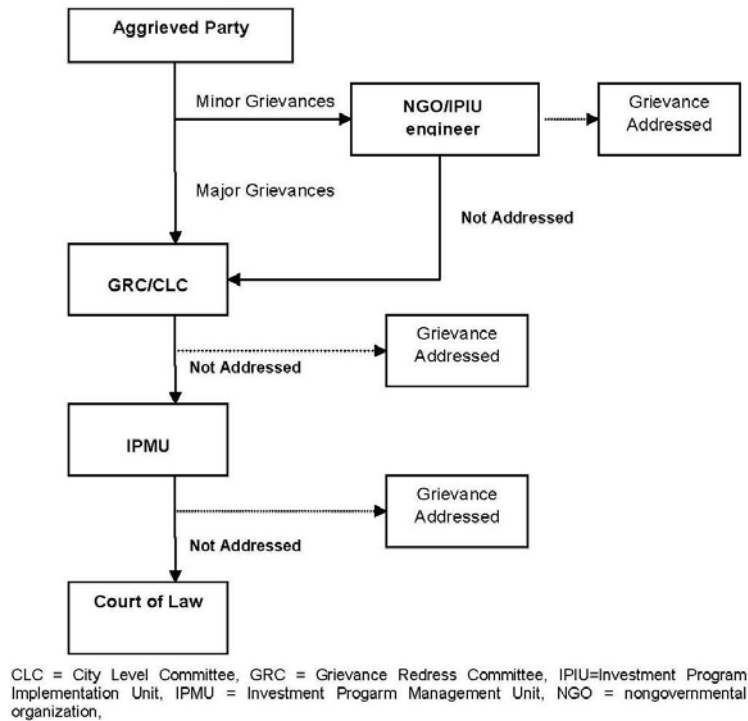 Aggrieved Party
Minor Grievances
NGO/IPIU
engineer
Grievance
Addressed
Major Grievances
Not Addressed
GRC/CLC
Grievance
Addressed
Not Addressed
IPMU
Grievance
Addressed
Not Addressed
Court of Law
CLC = City Level Committee, GRC = Grievance Redress Committee, IPIU=Investment Program
Implementation Unit, IPMU = Investment Progarm Management Unit, NGO = nongovernmental
organization,